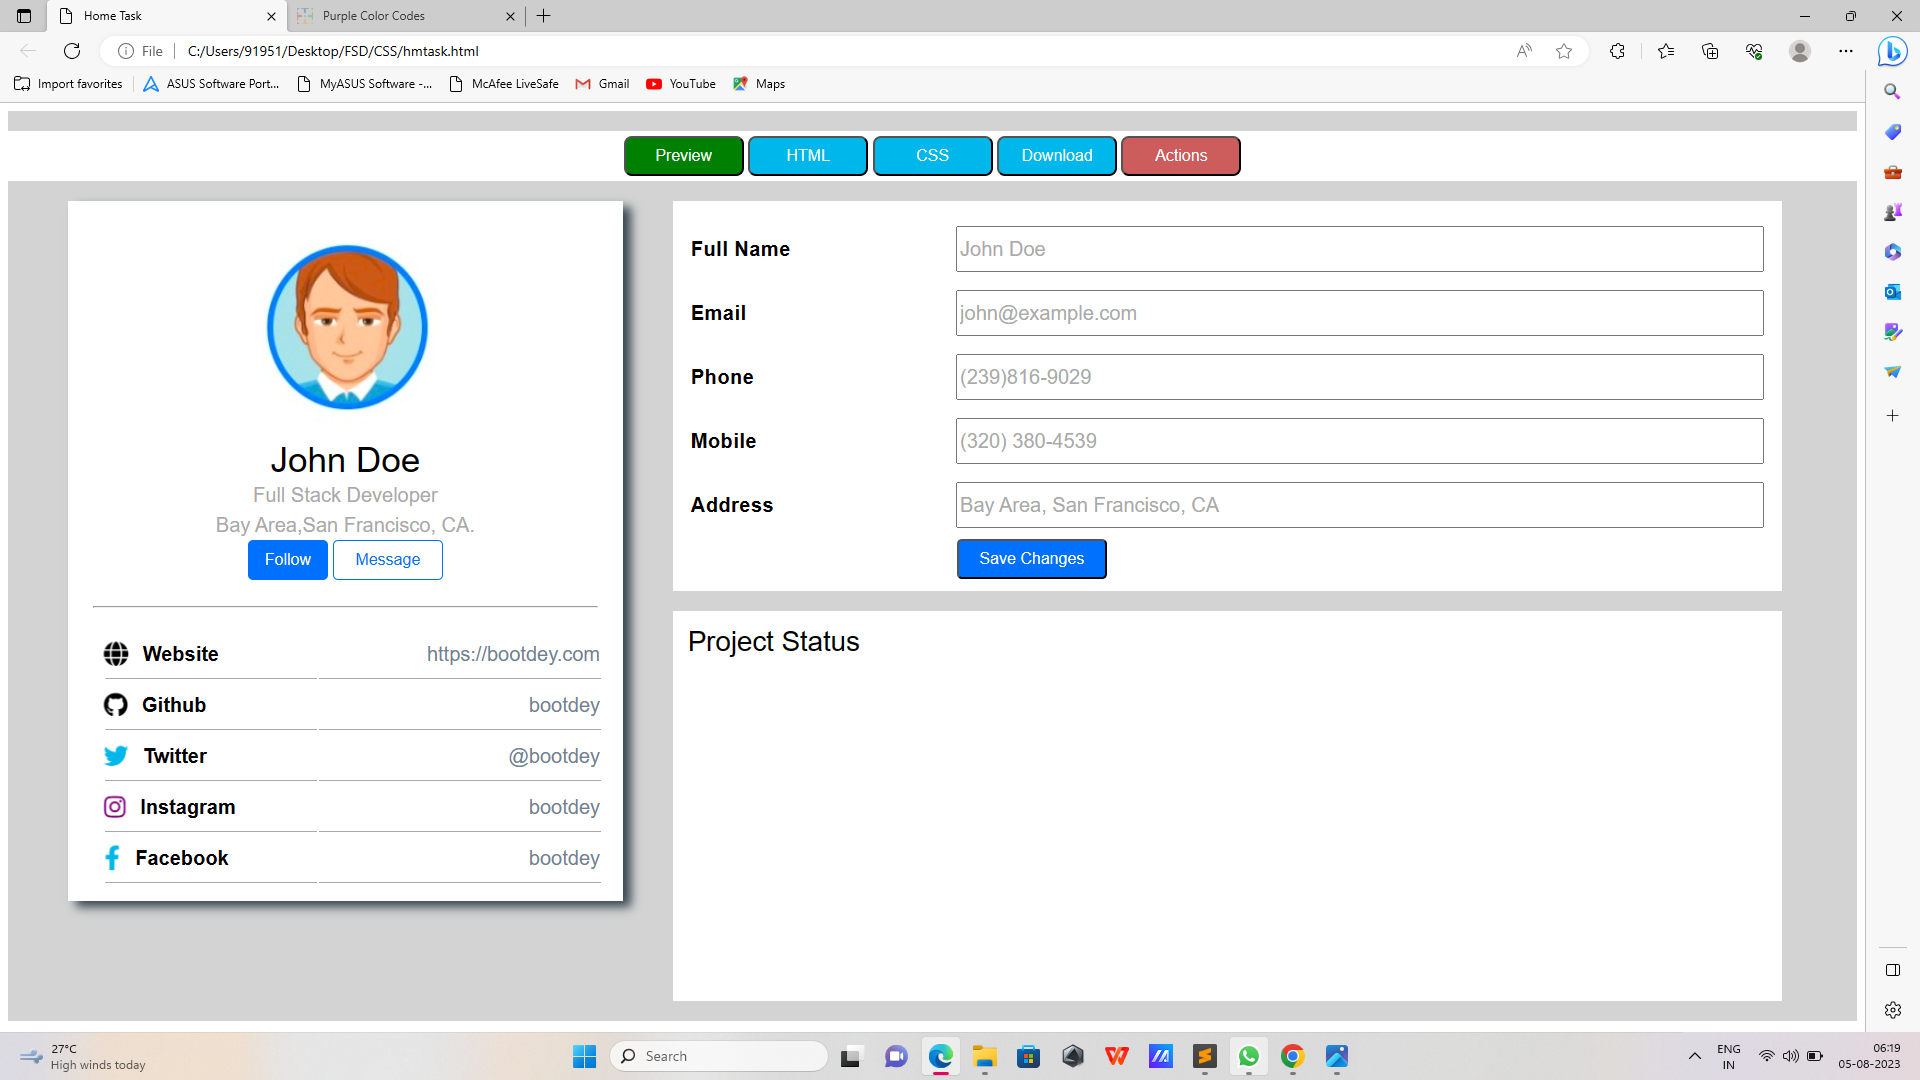 Home Task
Purple Color Codes
File C:/Users/91951/Desktop/FSD/CSS/hmtask.html
Import favorites ASUS Software Port... MyASUS Software -... McAfee LiveSafe Gmail YouTube Maps
Preview HTML CSS Download Actions
John Doe
Full Stack Developer
Bay Area,San Francisco, CA.
Follow Message
Website https://bootdey.com
Github bootdey
Twitter @bootdey
Instagram bootdey
Facebook bootdey
Full Name John Doe
Email john@example.com
Phone (239)816-9029
Mobile (320) 380-4539
Address Bay Area, San Francisco, CA
Save Changes
Project Status
27°C
High winds today
Search
ENG
IN
06:19
05-08-2023